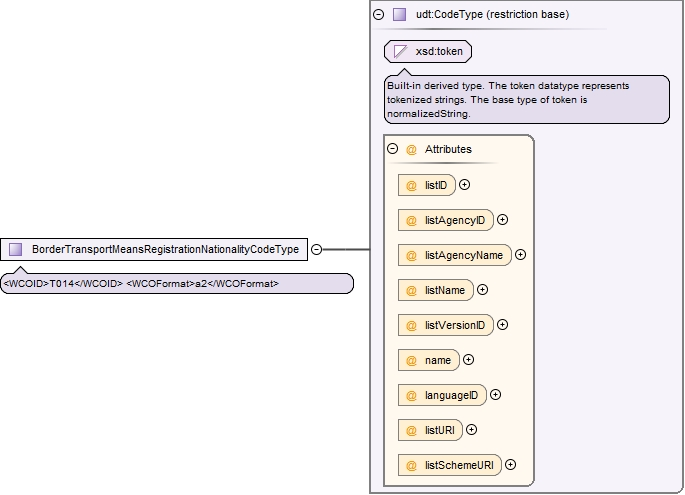 udt:CodeType (restriction base)
xsd:token
Built-in derived type. The token datatype represents
tokenized strings. The base type of token is
normalizedString.
@ Attributes
@ listID
@ listAgencyID
@ listAgencyName
@ listName
@ listVersionID
@ name
@ languageID
@ listURI
@ listSchemeURI
BorderTransportMeansRegistrationNationalityCodeType
<WCOID>T014</WCOID> <WCOFormat>a2</WCOFormat>